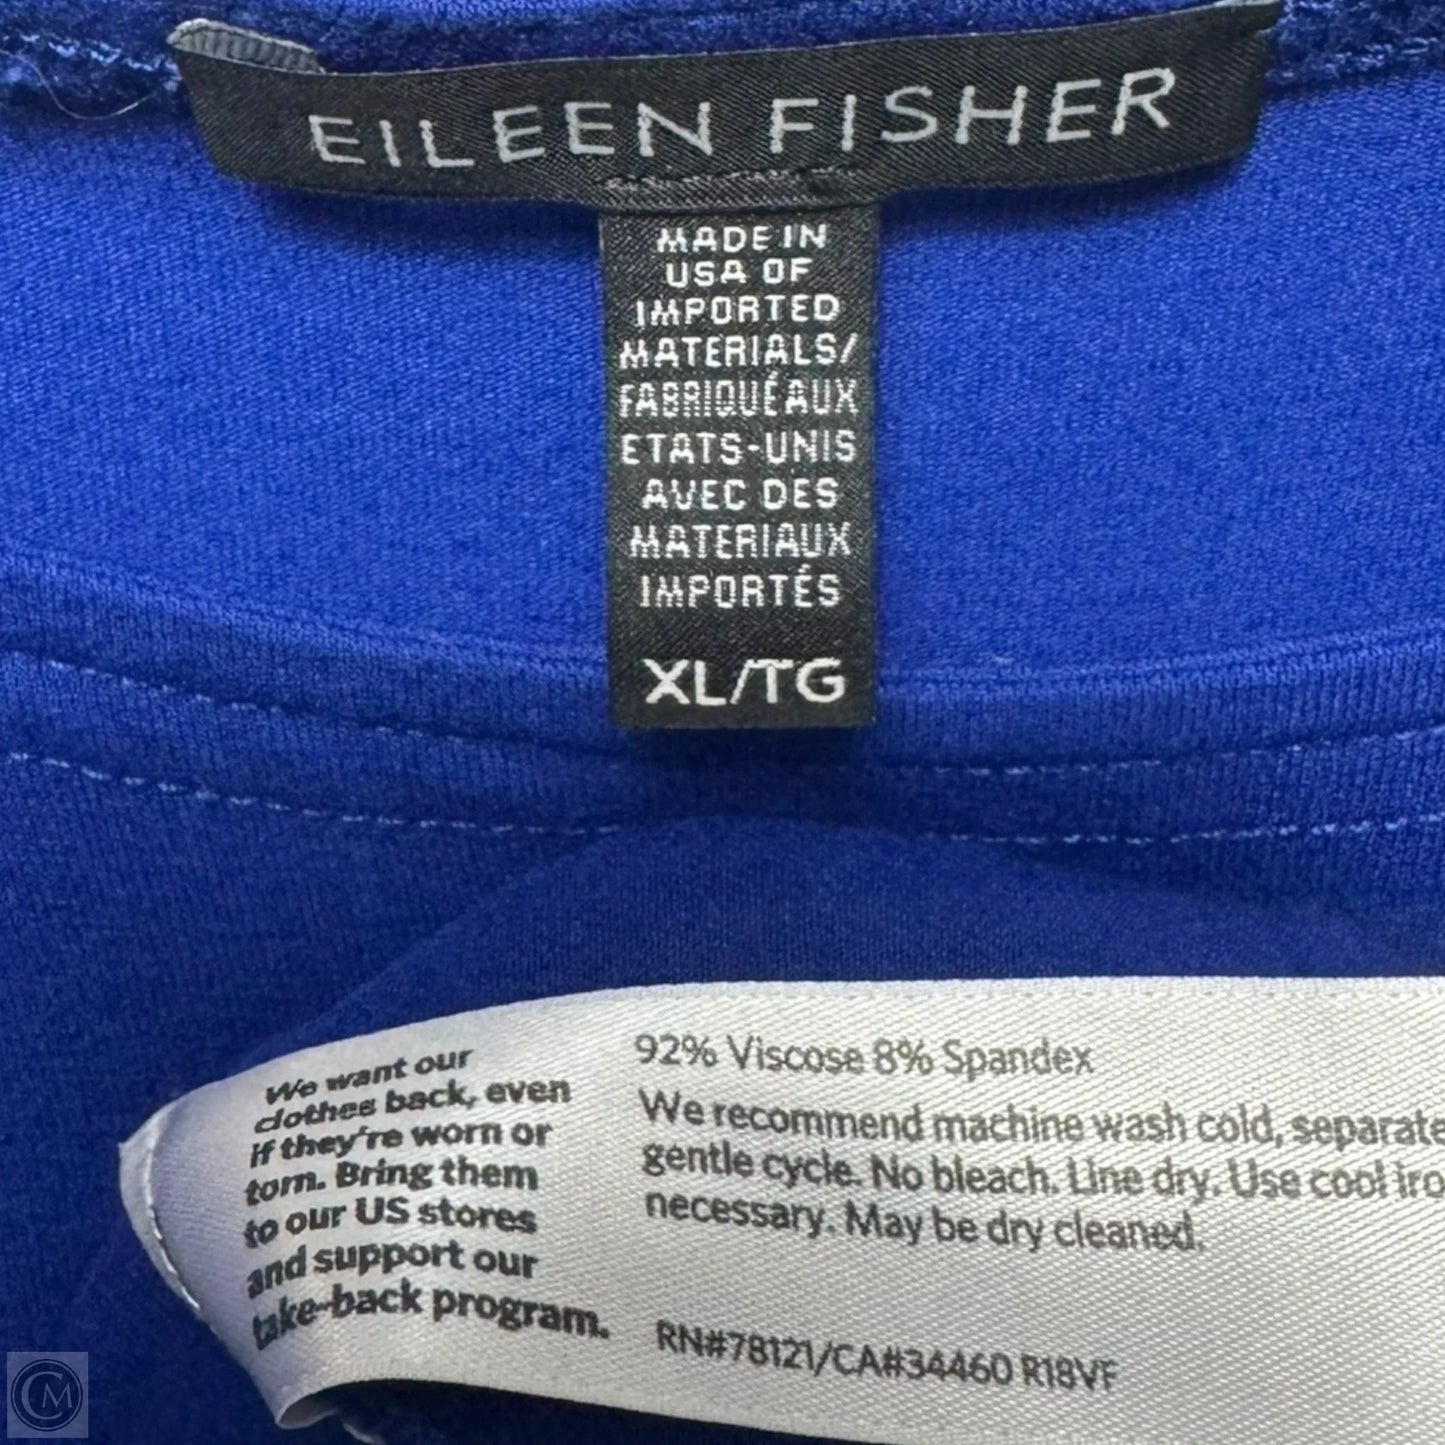 EILEEN FISHER
MADE IN
USA OF
IMPORTED
MATERIALS/
FABRIQUÉAUX
ETATS-UNIS
AVEC DES
MATERIAUX
IMPORTÉS
XL/TG
We want our
clothes back, even
if they're worn or
torn. Bring them
to our US stores
and support our
take-back program.
92% Viscose 8% Spandex
We recommend machine wash cold, separate
gentle cycle. No bleach. Line dry. Use cool iro
necessary. May be dry cleaned.
RN#78121/CA#34460 R18VF
CM